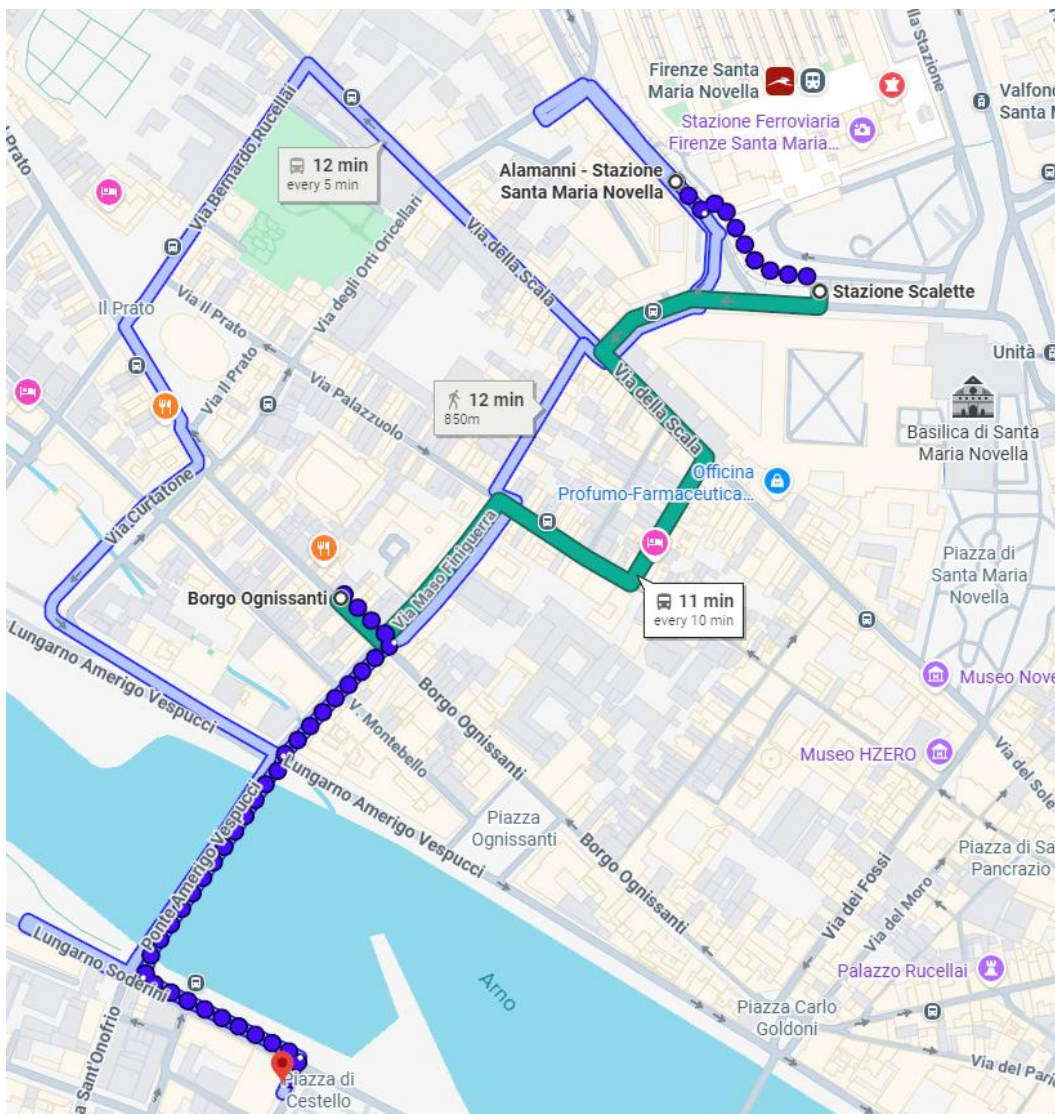 Firenze Santa
Maria Novella
Stazione Ferroviaria
Firenze Santa Maria...
la Stazione
Valfon
Santa
Prato
Via Bernardo Rucellai
12 min
every 5 min
Alamanni - Stazione
Santa Maria Novella
Stazione Scalette
Via degli Orti Oricellari
Via della Scala
Il Prato
Via Il Prato
Via Il Prato
Via Palazzuolo
12 min
850m
Via della Scala
Unità
Basilica di Santa
Maria Novella
Officina
Profumo-Farmaceutica...
Via Curtatone
Via Maso Finiguerra
Piazza di
Santa Maria
Novella
Borgo Ognissanti
11 min
every 10 min
Lungarno Amerigo Vespucci
V. Montebello
Borgo Ognissanti
Museo Nove
Museo HZERO
Via del Sole
Lungarno Amerigo Vespucci
Ponte Amerigo Vespucci
Piazza
Ognissanti
Borgo Ognissanti
Via dei Fossi
Via del Moro
Piazza di Sa
Pancrazio
Lungarno Soderini
Arno
Palazzo Rucellai
Piazza Carlo
Goldoni
a Sant'Onofrio
Piazza di
Cestello
Via del Pari